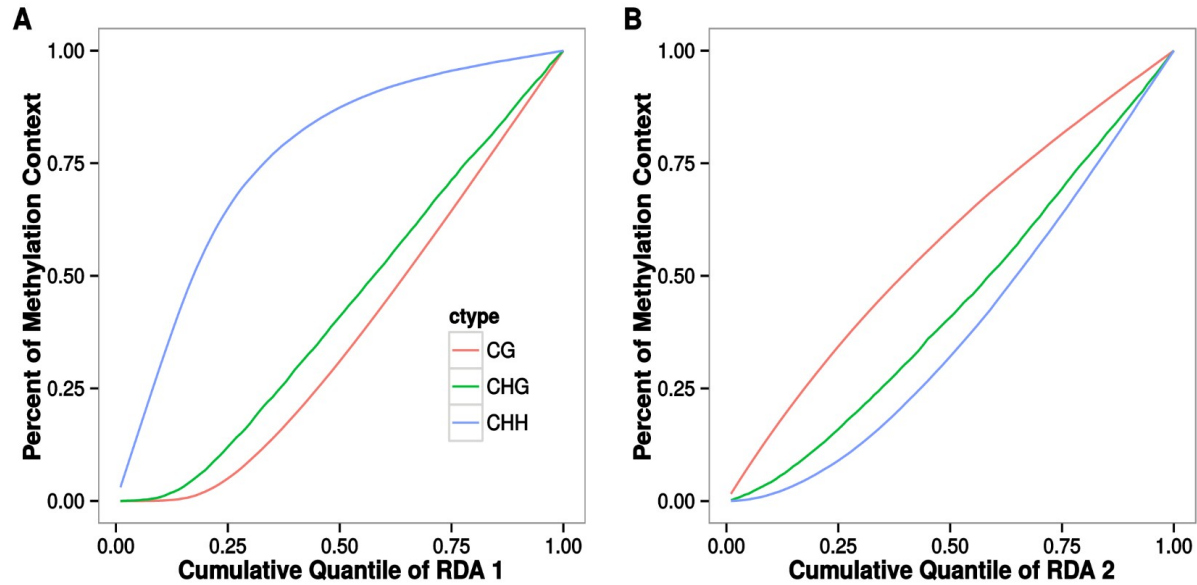 A
Percent of Methylation Context
1.00
0.75
0.50
0.25
0.00
ctype
CG
CHG
CHH
0.00 0.25 0.50 0.75 1.00
Cumulative Quantile of RDA 1
B
Percent of Methylation Context
1.00
0.75
0.50
0.25
0.00
0.00 0.25 0.50 0.75 1.00
Cumulative Quantile of RDA 2